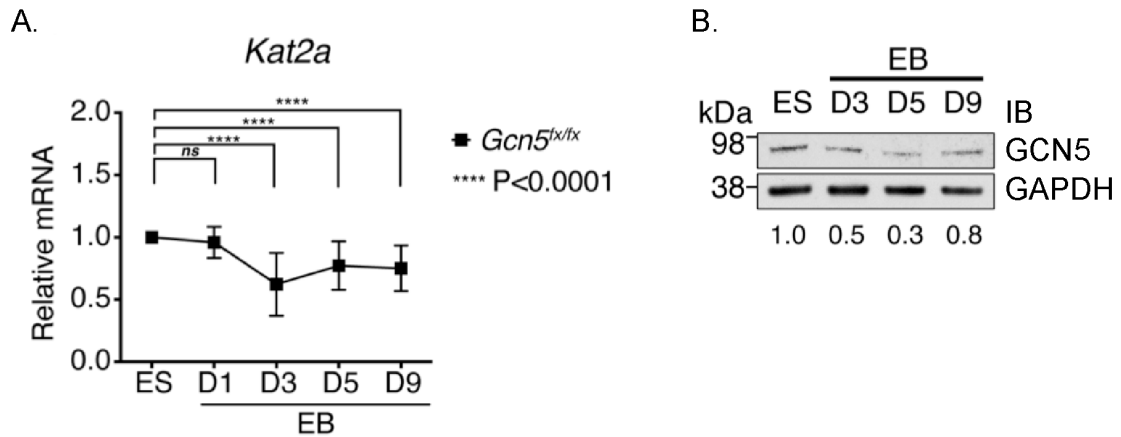 A.
Kat2a
Relative mRNA
2.0
1.5
1.0
0.5
0.0
****
****
****
ns
Gcn5fx/fx
**** P<0.0001
ES D1 D3 D5 D9
EB
B.
EB
kDa ES D3 D5 D9 IB
98 GCN5
38 GAPDH
1.0 0.5 0.3 0.8